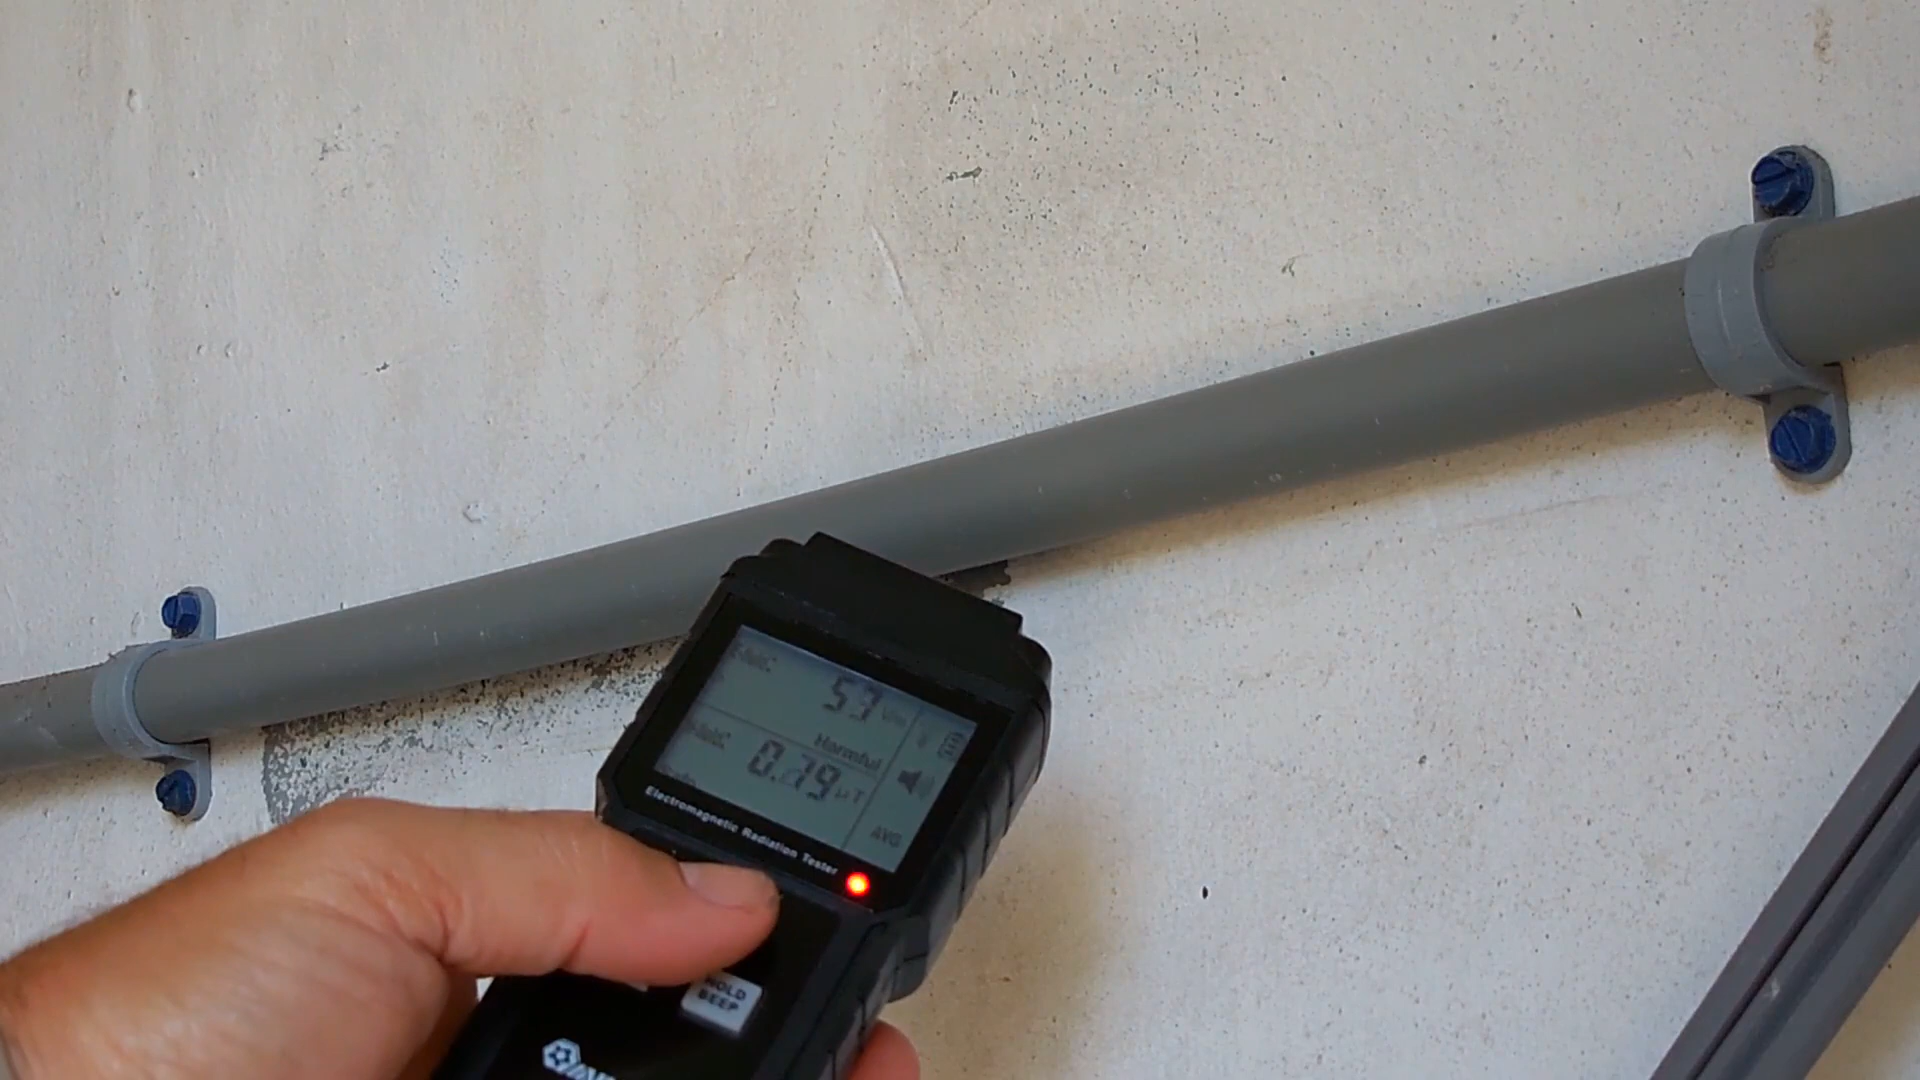 53 V/m
Harmful
0.79 μT
AVG
Electromagnetic Radiation Tester
HOLD
BEEP